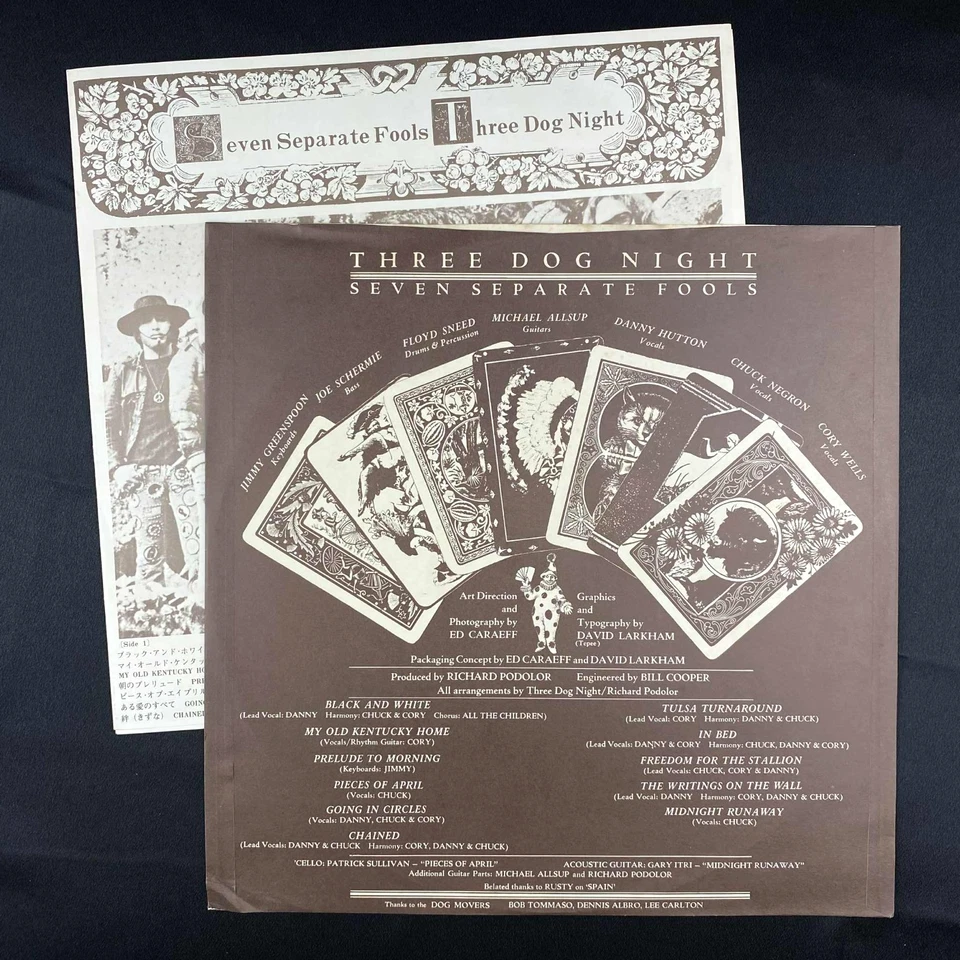 Seven Separate Fools Three Dog Night
[Side 1]
ブラック・アンド・ホワイ
マイ・オールド・ケンタッ
MY OLD KENTUCKY HO
朝のプレリュード PRE
ピース・オブ・エイプリル
ある愛のすべて GOING
絆（きずな） CHAINED
THREE DOG NIGHT
SEVEN SEPARATE FOOLS
JIMMY GREENSPOON
Keyboards
JOE SCHERMIE
Bass
FLOYD SNEED
Drums & Percussion
MICHAEL ALLSUP
Guitars
DANNY HUTTON
Vocals
CHUCK NEGRON
Vocals
CORY WELLS
Vocals
Art Direction
and
Photography by
ED CARAEFF
Graphics
and
Typography by
DAVID LARKHAM
(Tepee)
Packaging Concept by ED CARAEFF and DAVID LARKHAM
Produced by RICHARD PODOLOR Engineered by BILL COOPER
All arrangements by Three Dog Night/Richard Podolor
BLACK AND WHITE
(Lead Vocal: DANNY Harmony: CHUCK & CORY Chorus: ALL THE CHILDREN)
MY OLD KENTUCKY HOME
(Vocals/Rhythm Guitar: CORY)
PRELUDE TO MORNING
(Keyboards: JIMMY)
PIECES OF APRIL
(Vocals: CHUCK)
GOING IN CIRCLES
(Vocals: DANNY, CHUCK & CORY)
CHAINED
(Lead Vocals: DANNY & CHUCK Harmony: CORY, DANNY & CHUCK)
TULSA TURNAROUND
(Lead Vocal: CORY Harmony: DANNY & CHUCK)
IN BED
(Lead Vocals: DANNY & CORY Harmony: CHUCK, DANNY & CORY)
FREEDOM FOR THE STALLION
(Lead Vocals: CHUCK, CORY & DANNY)
THE WRITINGS ON THE WALL
(Lead Vocal: DANNY Harmony: CORY, DANNY & CHUCK)
MIDNIGHT RUNAWAY
(Vocals: CHUCK)
'CELLO: PATRICK SULLIVAN – "PIECES OF APRIL" ACOUSTIC GUITAR: GARY ITRI – "MIDNIGHT RUNAWAY"
Additional Guitar Parts: MICHAEL ALLSUP and RICHARD PODOLOR
Belated thanks to RUSTY on 'SPAIN'
Thanks to the DOG MOVERS BOB TOMMASO, DENNIS ALBRO, LEE CARLTON